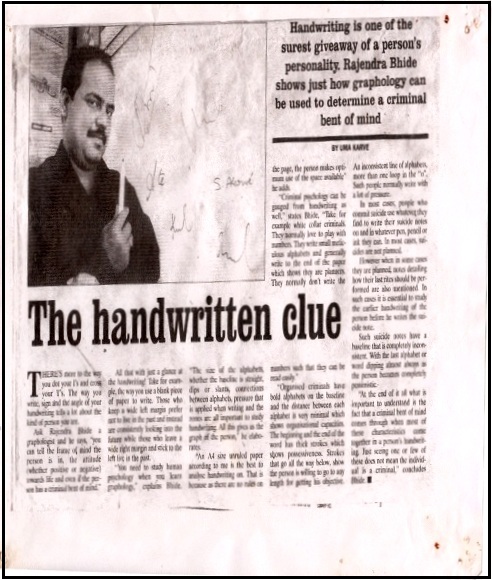 Handwriting is one of the
surest giveaway of a person's
personality. Rajendra Bhide
shows just how graphology can
be used to determine a criminal
bent of mind
BY UMA KARVE
The handwritten clue
THERE'S more to the way
you dot your I's and cross
your T's. The way you
write, sign and the angle of your
handwriting tells a lot about the
kind of person you are.
Ask Rajendra Bhide a
graphologist and he says, "you
can tell the frame of mind the
person is in, the attitude
(whether positive or negative)
towards life and even if the per-
son has a criminal bent of mind."
All that with just a glance at
the handwriting! Take for exam-
ple, the way you use a blank piece
of paper to write. Those who
keep a wide left margin prefer
not to live in the past and instead
are consistently looking into the
future while those who leave a
wide right margin and stick to the
left live in the past.
"You need to study human
psychology when you learn
graphology," explains Bhide.
"The size of the alphabets,
whether the baseline is straight,
dips or slants, connections
between alphabets, pressure that
is applied when writing and the
zones are all important to study
handwriting. All this gives us the
graph of the person," he elabo-
rates.
"An A4 size unruled paper
according to me is the best to
analyse handwriting on. That is
because as there are no rules on
the page, the person makes opti-
mum use of the space available"
he adds.
"Criminal psychology can be
gauged from handwriting as
well," states Bhide, "Take for
example white collar criminals.
They normally love to play with
numbers. They write small metic-
ulous alphabets and generally
write to the end of the paper
which shows they are planners.
They normally don't write the
numbers such that they can be
read easily."
"Organised criminals have
bold alphabets on the baseline
and the distance between each
alphabet is very minimal which
shows organisational capacities.
The beginning and the end of the
word has thick strokes which
shows possessiveness. Strokes
that go all the way below, show
the person is willing to go to any
length for getting his objective.
An inconsistent line of alphabets,
more than one loop in the "o".
Such people normally write with
a lot of pressure.
In most cases, people who
commit suicide use whatever they
find to write their suicide notes
on and in whatever pen, pencil or
ink they can. In most cases, sui-
cides are not planned.
However when in some cases
they are planned, notes detailing
how their last rites should be per-
formed are also mentioned. In
such cases it is essential to study
the earlier handwriting of the
person before he writes the sui-
cide note.
Such suicide notes have a
baseline that is completely incon-
sistent. With the last alphabet or
word dipping almost always as
the person becomes completely
pessimistic.
"At the end of it all what is
important to understand is the
fact that a criminal bent of mind
comes through when most of
these characteristics come
together in a person's handwrit-
ing. Just seeing one or few of
these does not mean the individ-
ual is a criminal," concludes
Bhide.